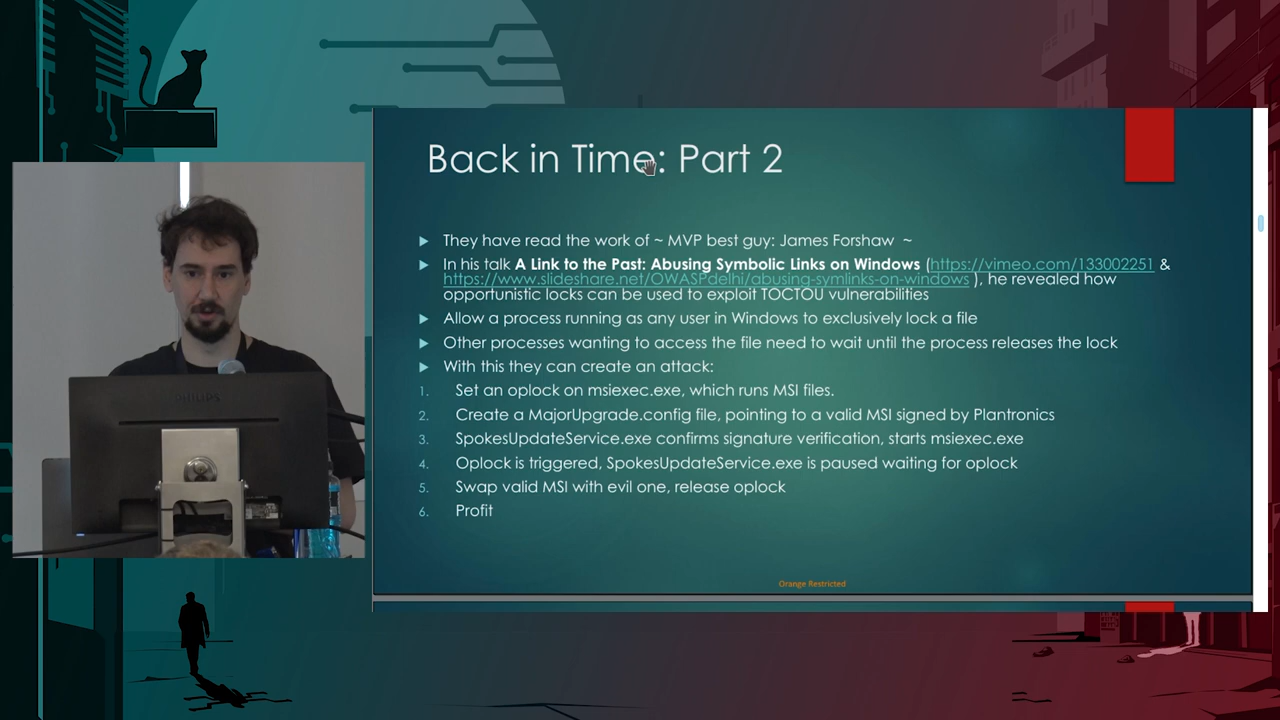 Back in Time: Part 2
They have read the work of ~ MVP best guy: James Forshaw ~
In his talk A Link to the Past: Abusing Symbolic Links on Windows (https://vimeo.com/133002251 &
https://www.slideshare.net/OWASPdelhi/abusing-symlinks-on-windows ), he revealed how
opportunistic locks can be used to exploit TOCTOU vulnerabilities
Allow a process running as any user in Windows to exclusively lock a file
Other processes wanting to access the file need to wait until the process releases the lock
With this they can create an attack:
1. Set an oplock on msiexec.exe, which runs MSI files.
2. Create a MajorUpgrade.config file, pointing to a valid MSI signed by Plantronics
3. SpokesUpdateService.exe confirms signature verification, starts msiexec.exe
4. Oplock is triggered, SpokesUpdateService.exe is paused waiting for oplock
5. Swap valid MSI with evil one, release oplock
6. Profit
Orange Restricted
PHILIPS